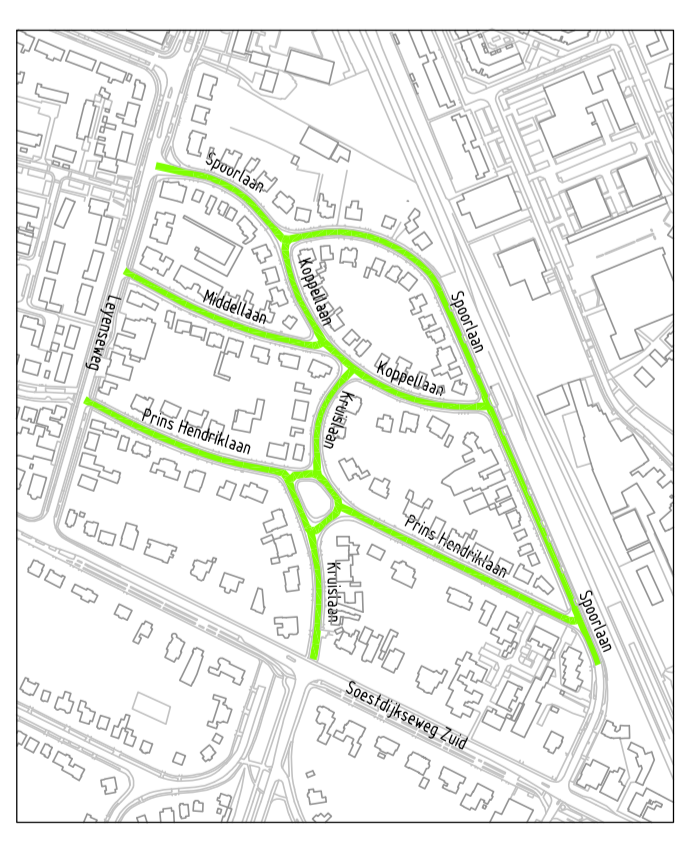 Spoorlaan
Koppellaan
Middellaan
Spoorlaan
Leyenseweg
Koppellaan
Kruislaan
Prins Hendriklaan
Prins Hendriklaan
Kruislaan
Spoorlaan
Soestdijkseweg Zuid